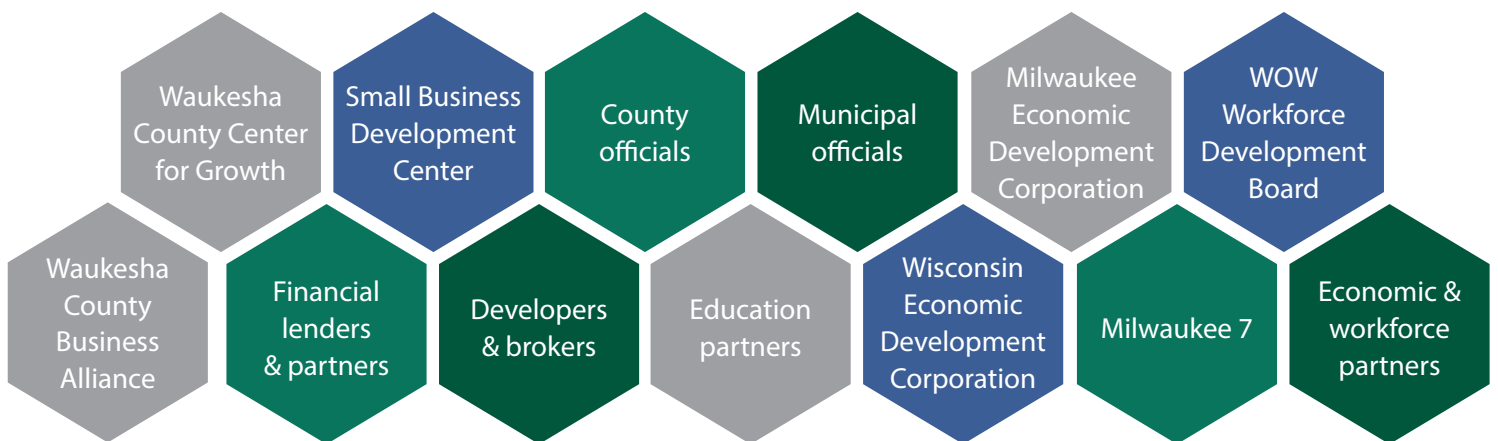 Waukesha
County Center
for Growth
Small Business
Development
Center
County
officials
Municipal
officials
Milwaukee
Economic
Development
Corporation
WOW
Workforce
Development
Board
Waukesha
County
Business
Alliance
Financial
lenders
& partners
Developers
& brokers
Education
partners
Wisconsin
Economic
Development
Corporation
Milwaukee 7
Economic &
workforce
partners